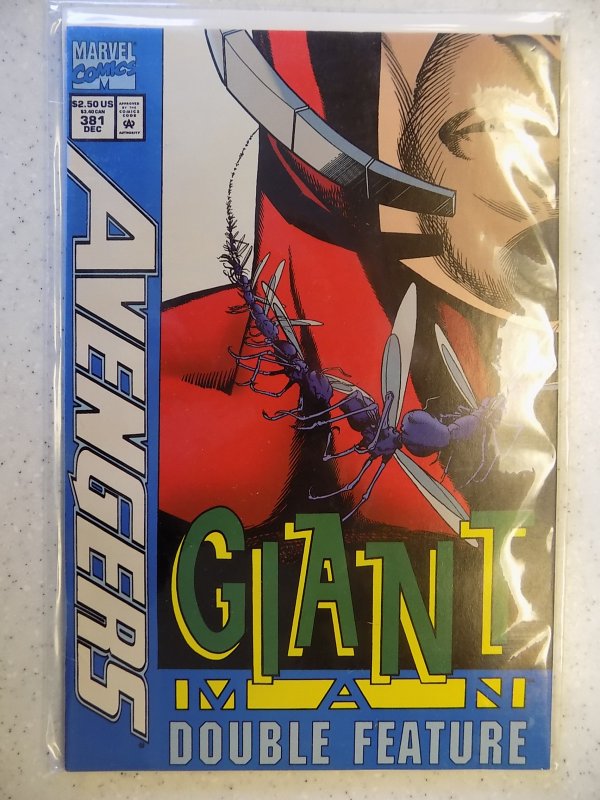 MARVEL
COMICS
M
$2.50 US
$3.40 CAN
381
DEC
APPROVED
BY THE
COMICS
CODE
CA
AUTHORITY
AVENGERS
GIANT
MAN
DOUBLE FEATURE